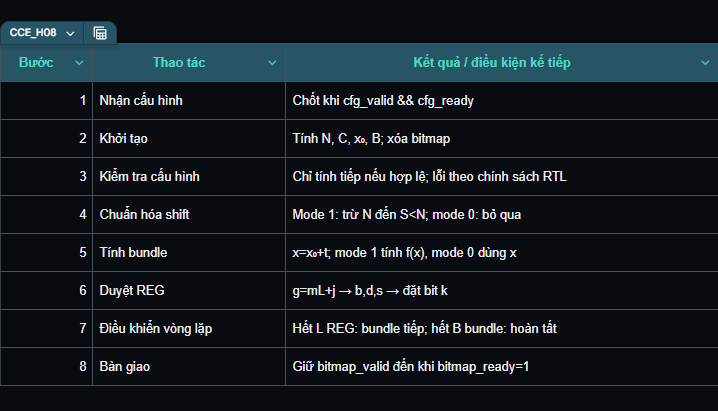 CCE_H08
Bước Thao tác Kết quả / điều kiện kế tiếp
1 Nhận cấu hình Chốt khi cfg_valid && cfg_ready
2 Khởi tạo Tính N, C, x₀, B; xóa bitmap
3 Kiểm tra cấu hình Chỉ tính tiếp nếu hợp lệ; lỗi theo chính sách RTL
4 Chuẩn hóa shift Mode 1: trừ N đến S<N; mode 0: bỏ qua
5 Tính bundle x=x₀+t; mode 1 tính f(x), mode 0 dùng x
6 Duyệt REG g=mL+j → b,d,s → đặt bit k
7 Điều khiển vòng lặp Hết L REG: bundle tiếp; hết B bundle: hoàn tất
8 Bàn giao Giữ bitmap_valid đến khi bitmap_ready=1